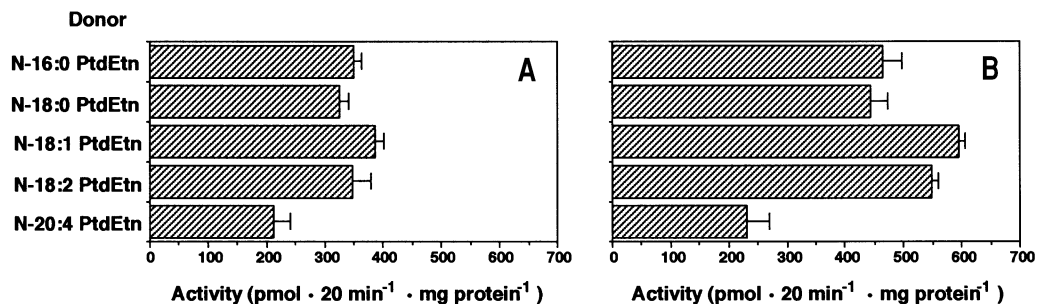 Donor
N-16:0 PtdEtn
N-18:0 PtdEtn
N-18:1 PtdEtn
N-18:2 PtdEtn
N-20:4 PtdEtn
A
0 100 200 300 400 500 600 700
Activity (pmol · 20 min⁻¹ · mg protein⁻¹ )
B
0 100 200 300 400 500 600 700
Activity (pmol · 20 min⁻¹ · mg protein⁻¹ )